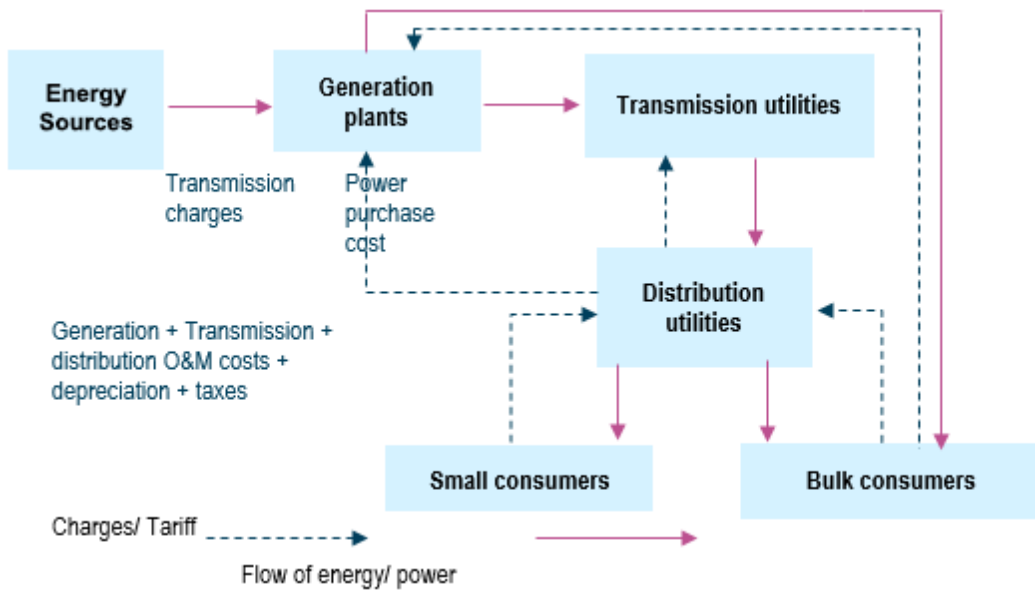 Energy
Sources
Generation
plants
Transmission utilities
Transmission
charges
Power
purchase
cost
Distribution
utilities
Generation + Transmission +
distribution O&M costs +
depreciation + taxes
Small consumers
Bulk consumers
Charges/ Tariff
Flow of energy/ power